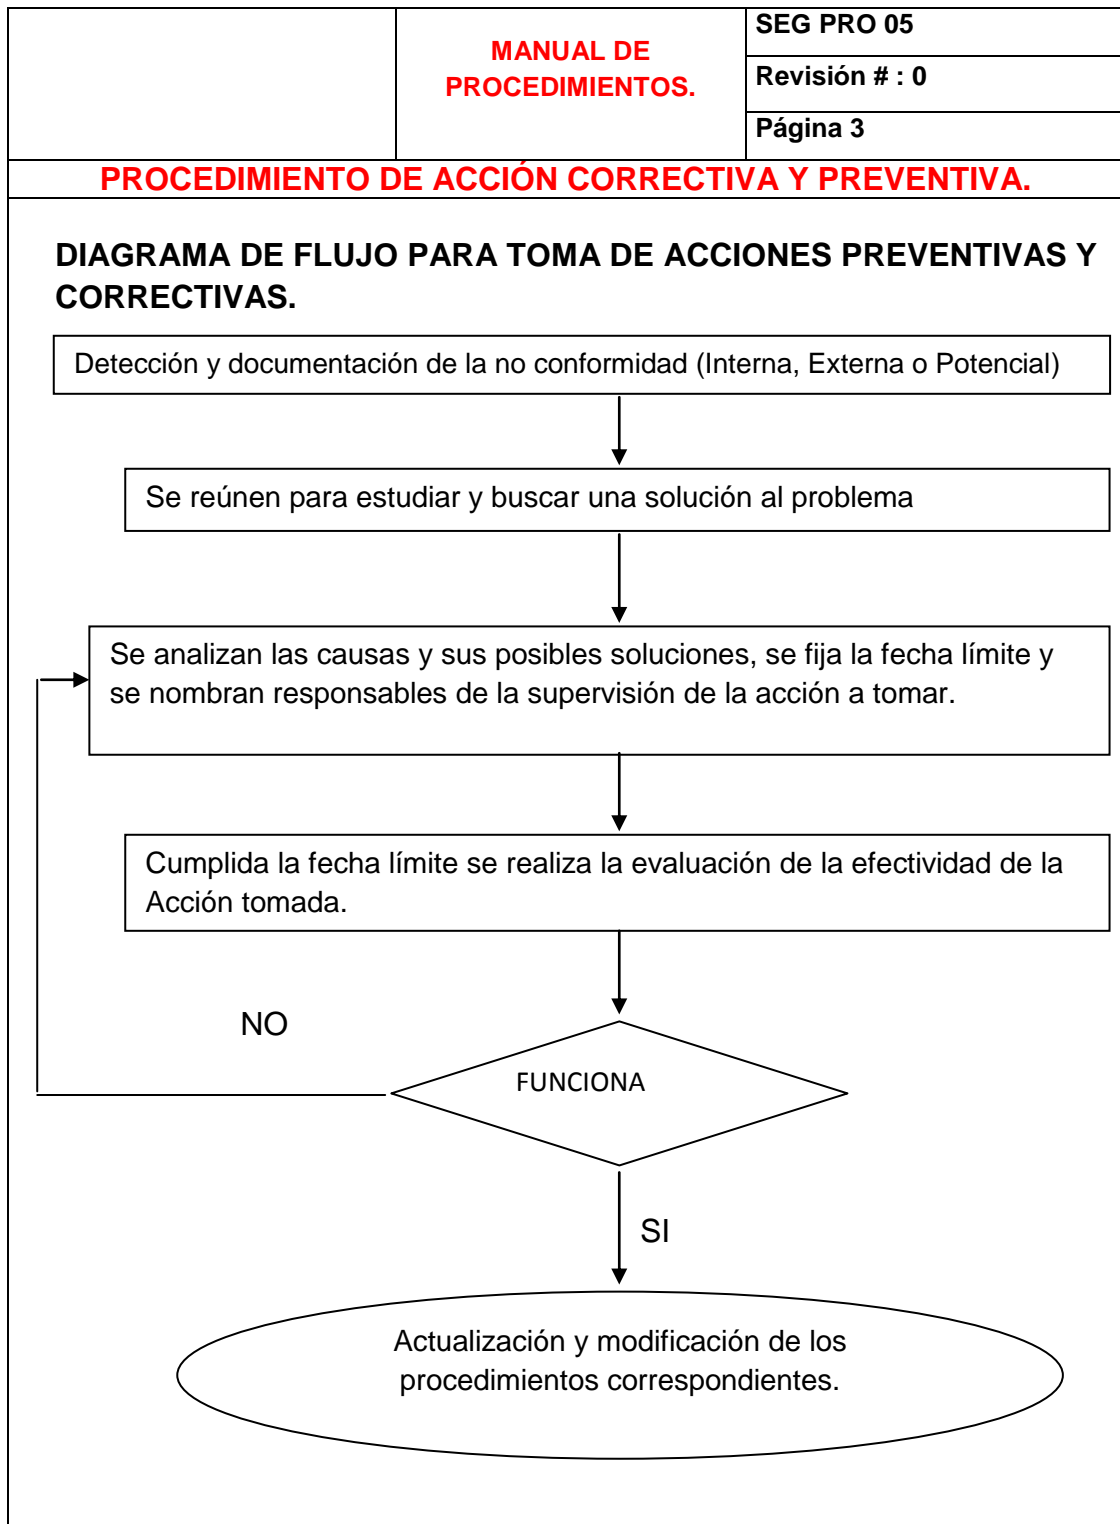 MANUAL DE
PROCEDIMIENTOS.
SEG PRO 05
Revisión # : 0
Página 3
PROCEDIMIENTO DE ACCIÓN CORRECTIVA Y PREVENTIVA.
DIAGRAMA DE FLUJO PARA TOMA DE ACCIONES PREVENTIVAS Y
CORRECTIVAS.
Detección y documentación de la no conformidad (Interna, Externa o Potencial)
Se reúnen para estudiar y buscar una solución al problema
Se analizan las causas y sus posibles soluciones, se fija la fecha límite y
se nombran responsables de la supervisión de la acción a tomar.
Cumplida la fecha límite se realiza la evaluación de la efectividad de la
Acción tomada.
NO
FUNCIONA
SI
Actualización y modificación de los
procedimientos correspondientes.